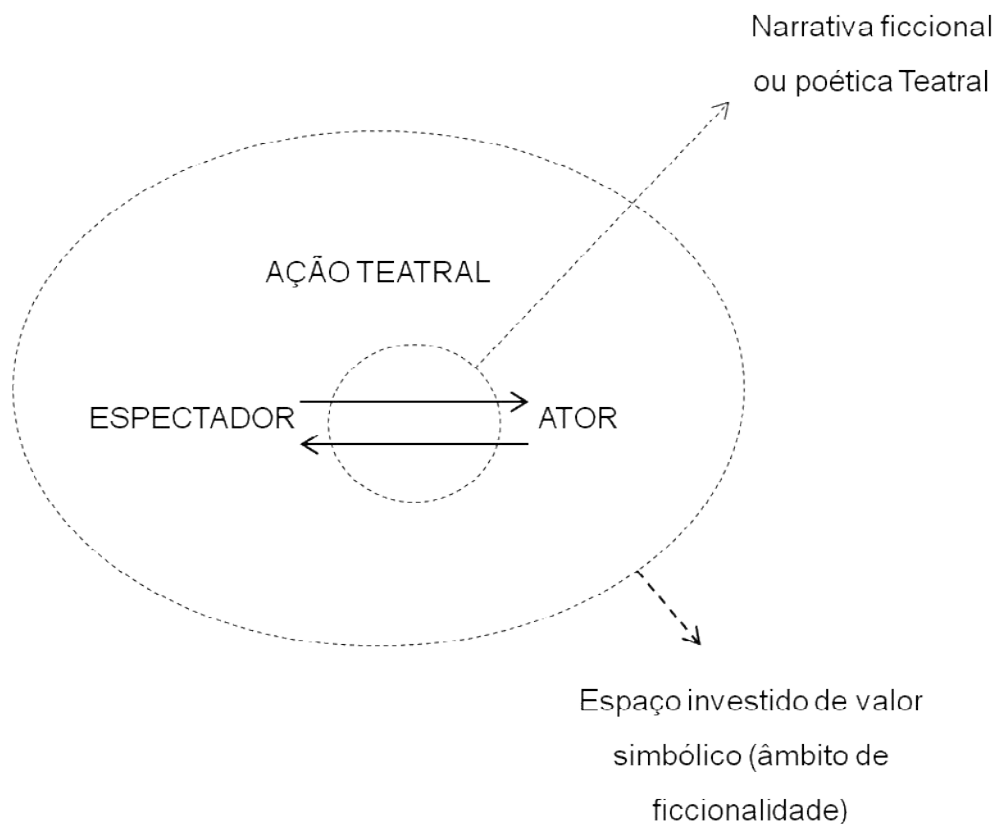 Narrativa ficcional
ou poética Teatral
AÇÃO TEATRAL
ESPECTADOR
ATOR
Espaço investido de valor
simbólico (âmbito de
ficcionalidade)